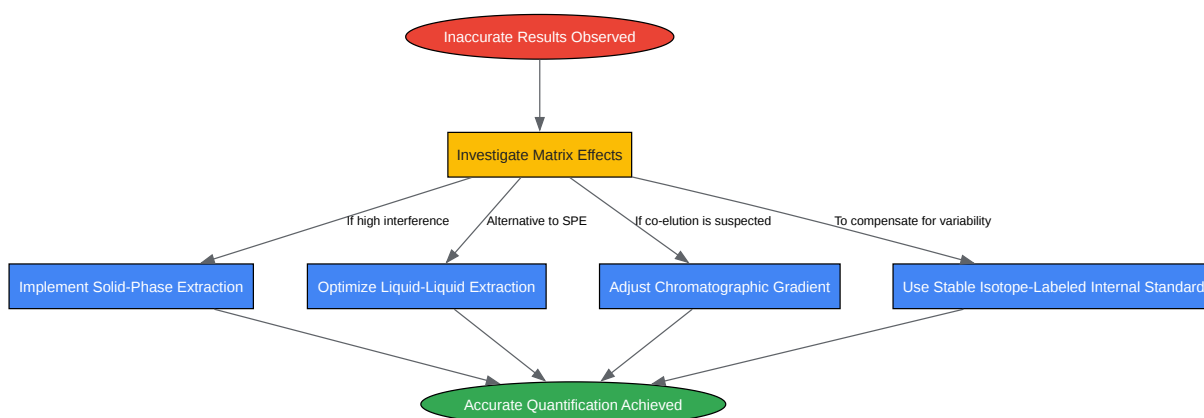 Inaccurate Results Observed
Investigate Matrix Effects
If high interference
Alternative to SPE
If co-elution is suspected
To compensate for variability
Implement Solid-Phase Extraction
Optimize Liquid-Liquid Extraction
Adjust Chromatographic Gradient
Use Stable Isotope-Labeled Internal Standard
Accurate Quantification Achieved